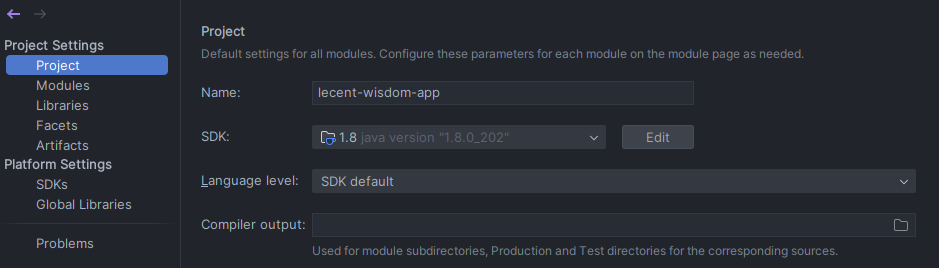 Project Settings
Project
Modules
Libraries
Facets
Artifacts
Platform Settings
SDKs
Global Libraries
Problems
Project
Default settings for all modules. Configure these parameters for each module on the module page as needed.
Name: lecent-wisdom-app
SDK: 1.8 java version "1.8.0_202" Edit
Language level: SDK default
Compiler output:
Used for module subdirectories, Production and Test directories for the corresponding sources.